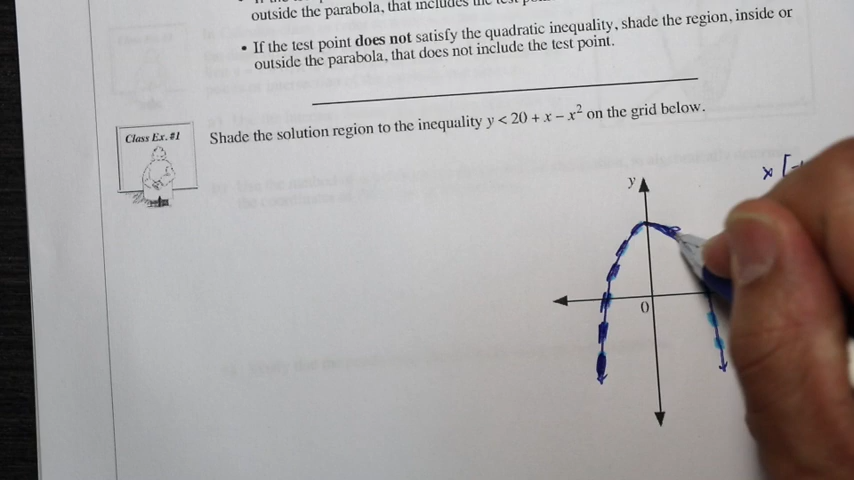 outside the parabola, that includes the test
• If the test point does not satisfy the quadratic inequality, shade the region, inside or
outside the parabola, that does not include the test point.
Class Ex. #1
Shade the solution region to the inequality y < 20 + x − x² on the grid below.
y
x [-
0